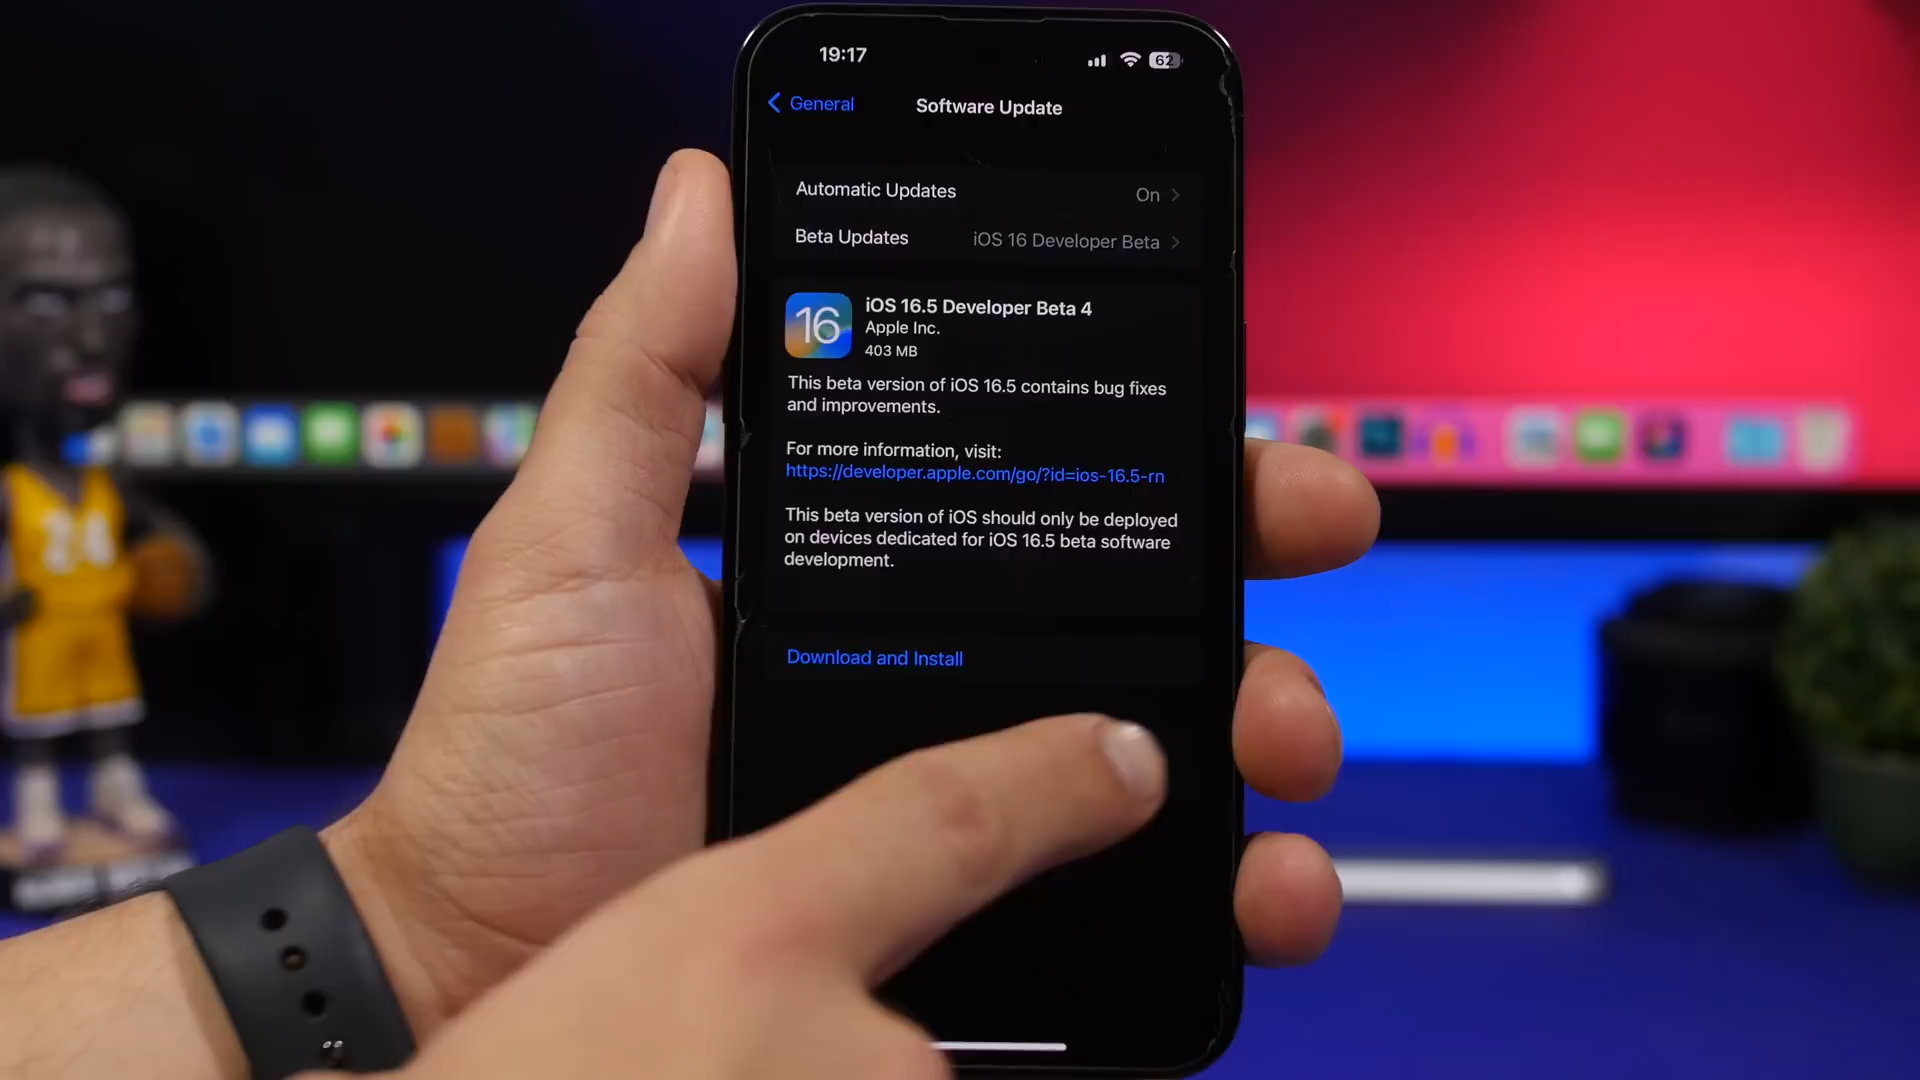 19:17
62
General
Software Update
Automatic Updates
On
Beta Updates
iOS 16 Developer Beta
16
iOS 16.5 Developer Beta 4
Apple Inc.
403 MB
This beta version of iOS 16.5 contains bug fixes
and improvements.
For more information, visit:
https://developer.apple.com/go/?id=ios-16.5-rn
This beta version of iOS should only be deployed
on devices dedicated for iOS 16.5 beta software
development.
Download and Install
24